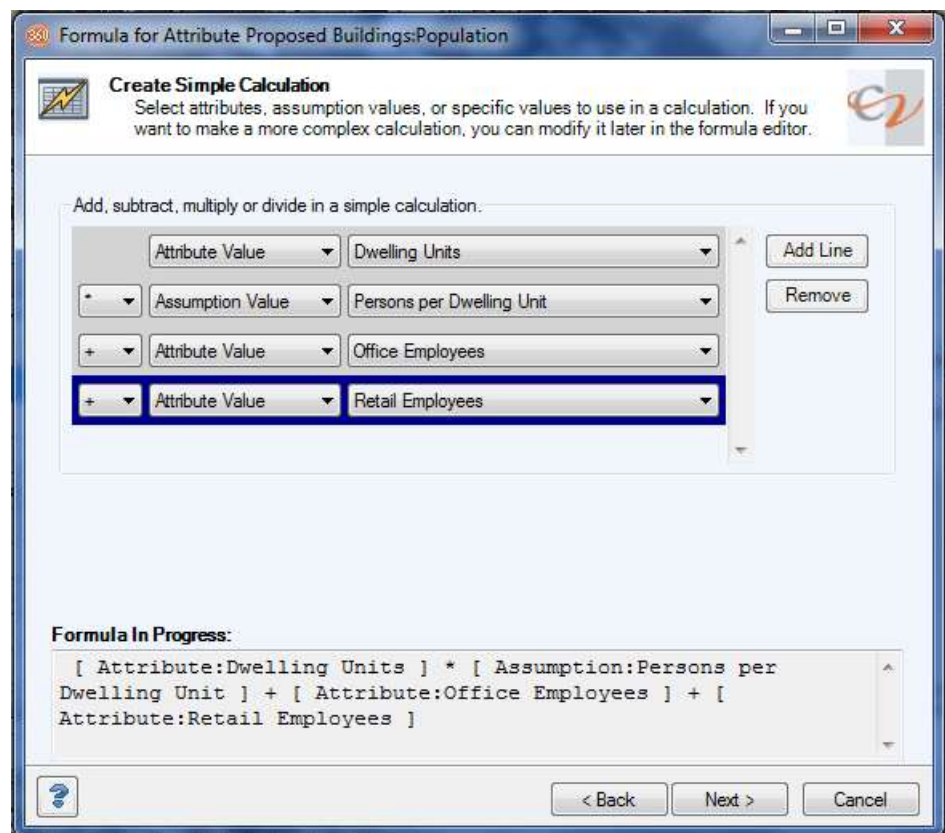 Formula for Attribute Proposed Buildings:Population
Create Simple Calculation
Select attributes, assumption values, or specific values to use in a calculation. If you
want to make a more complex calculation, you can modify it later in the formula editor.
Add, subtract, multiply or divide in a simple calculation.
Attribute Value Dwelling Units Add Line
* Assumption Value Persons per Dwelling Unit Remove
+ Attribute Value Office Employees
+ Attribute Value Retail Employees
Formula In Progress:
[ Attribute:Dwelling Units ] * [ Assumption:Persons per
Dwelling Unit ] + [ Attribute:Office Employees ] + [
Attribute:Retail Employees ]
? < Back Next > Cancel